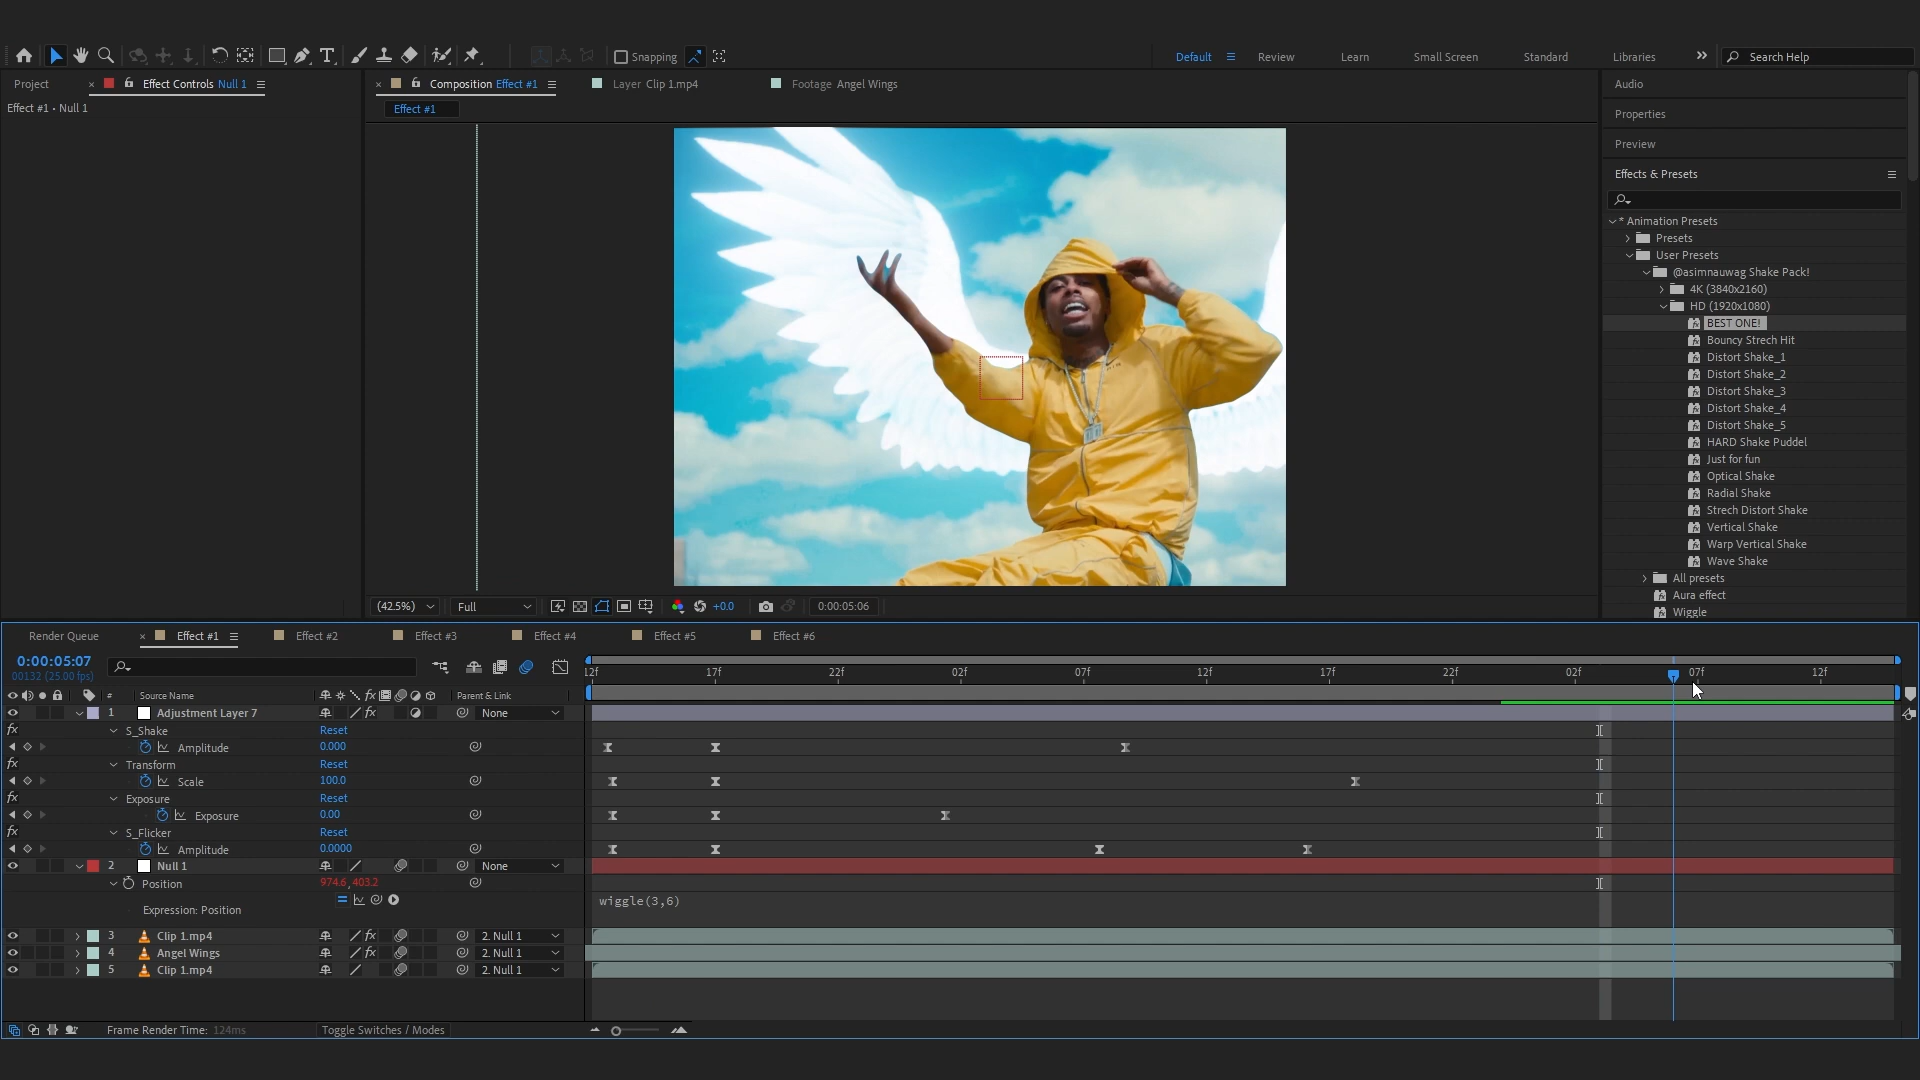 Snapping
Default
Review
Learn
Small Screen
Standard
Libraries
Search Help
Project
Effect Controls Null 1
Composition Effect #1
Layer Clip 1.mp4
Footage Angel Wings
Effect #1 • Null 1
Effect #1
Audio
Properties
Preview
Effects & Presets
* Animation Presets
Presets
User Presets
@asimnauwag Shake Pack!
4K (3840x2160)
HD (1920x1080)
BEST ONE!
Bouncy Strech Hit
Distort Shake_1
Distort Shake_2
Distort Shake_3
Distort Shake_4
Distort Shake_5
HARD Shake Puddel
Just for fun
Optical Shake
Radial Shake
Strech Distort Shake
Vertical Shake
Warp Vertical Shake
Wave Shake
All presets
Aura effect
Wiggle
(42.5%)
Full
+0.0
0:00:05:06
Render Queue
Effect #1
Effect #2
Effect #3
Effect #4
Effect #5
Effect #6
0:00:05:07
00132 (25.00 fps)
12f 17f 22f 02f 07f 12f 17f 22f 02f 07f 12f
# Source Name
Parent & Link
1 Adjustment Layer 7 fx None
fx S_Shake Reset
Amplitude 0.000
fx Transform Reset
Scale 100.0
fx Exposure Reset
Exposure 0.00
fx S_Flicker Reset
Amplitude 0.0000
2 Null 1 None
Position 974.6,403.2
Expression: Position
wiggle(3,6)
3 Clip 1.mp4 fx 2. Null 1
4 Angel Wings fx 2. Null 1
5 Clip 1.mp4 2. Null 1
Frame Render Time: 124ms
Toggle Switches / Modes